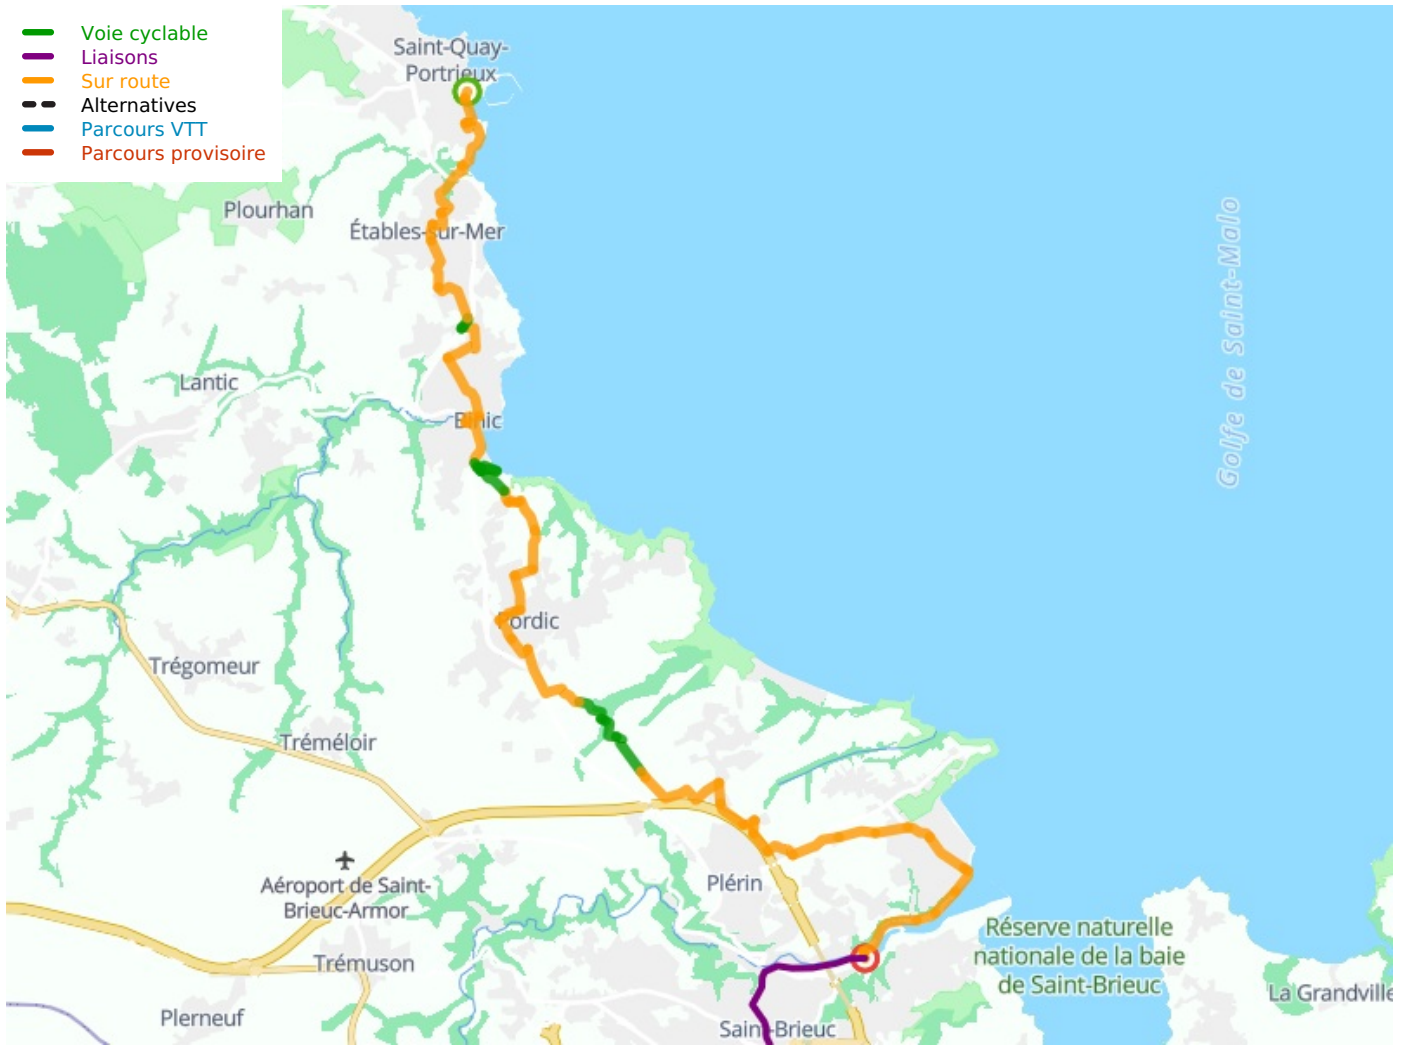 Voie cyclable
Liaisons
Sur route
Alternatives
Parcours VTT
Parcours provisoire
Saint-Quay-
Portrieux
Plourhan
Étables-sur-Mer
Golfe de Saint-Malo
Lantic
Binic
Pordic
Trégomeur
Tréméloir
Aéroport de Saint-
Brieuc-Armor
Plérin
Trémuson
Réserve naturelle
nationale de la baie
de Saint-Brieuc
La Grandville
Plerneuf
Saint-Brieuc